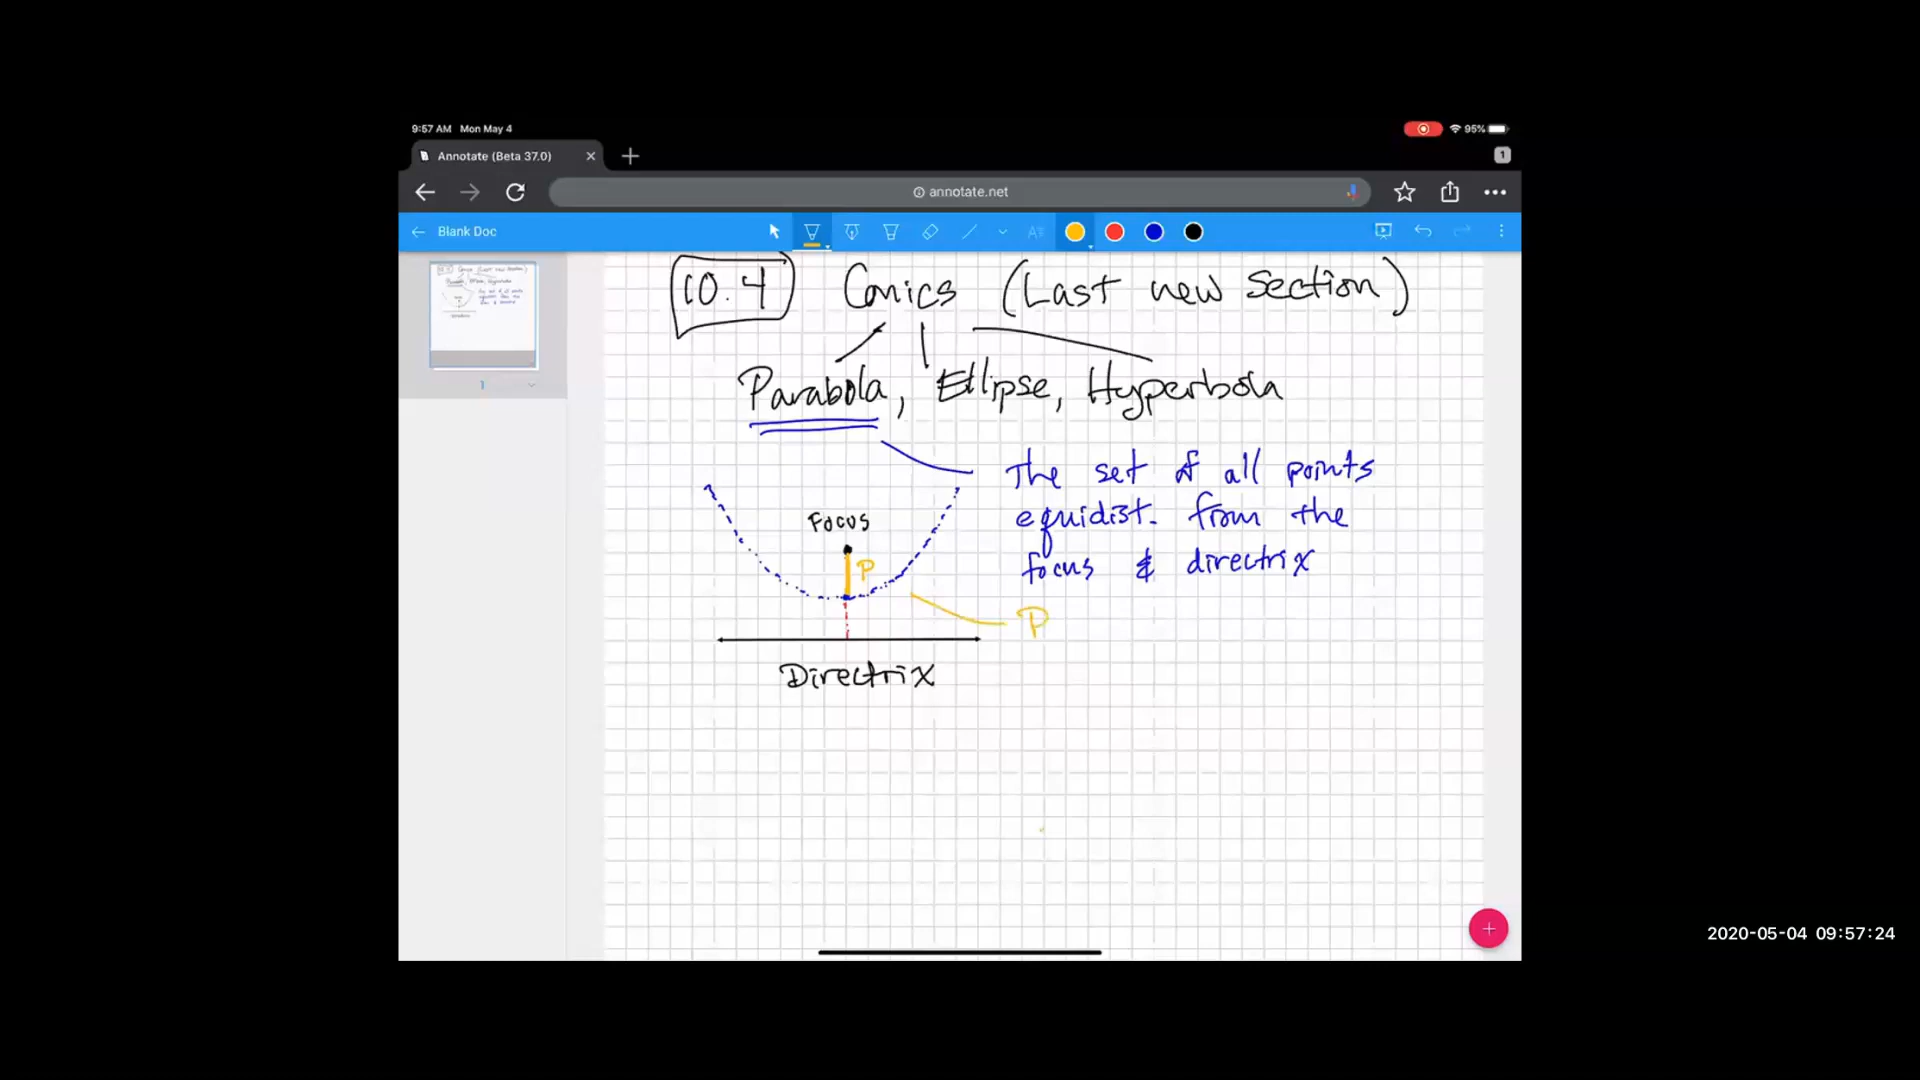 9:57 AM Mon May 4
95%
Annotate (Beta 37.0)
1
annotate.net
Blank Doc
10.4 Conics (Last new section)
Parabola, Ellipse, Hyperbola
The set of all points
equidist. from the
focus & directrix
Focus
P
P
Directrix
1
2020-05-04 09:57:24